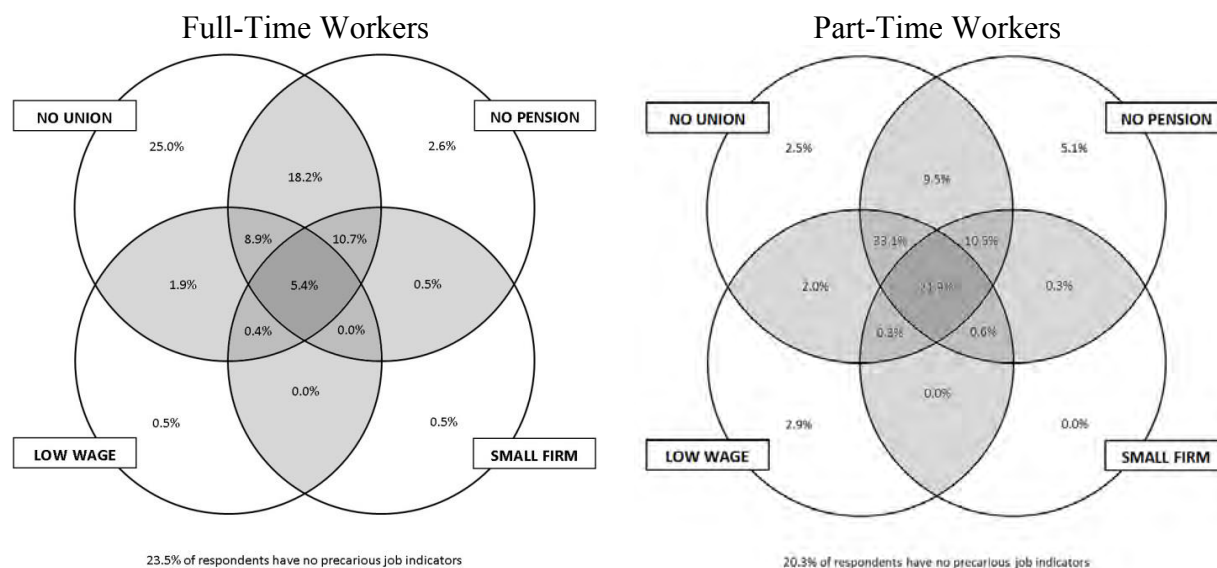 Full-Time Workers
Part-Time Workers
NO UNION
NO PENSION
25.0%
2.6%
18.2%
8.9%
10.7%
1.9%
5.4%
0.5%
0.4%
0.0%
0.0%
0.5%
0.5%
LOW WAGE
SMALL FIRM
23.5% of respondents have no precarious job indicators
NO UNION
NO PENSION
2.5%
5.1%
9.5%
33.1%
10.5%
2.0%
21.9%
0.3%
0.3%
0.6%
0.0%
2.9%
0.0%
LOW WAGE
SMALL FIRM
20.3% of respondents have no precarious job indicators